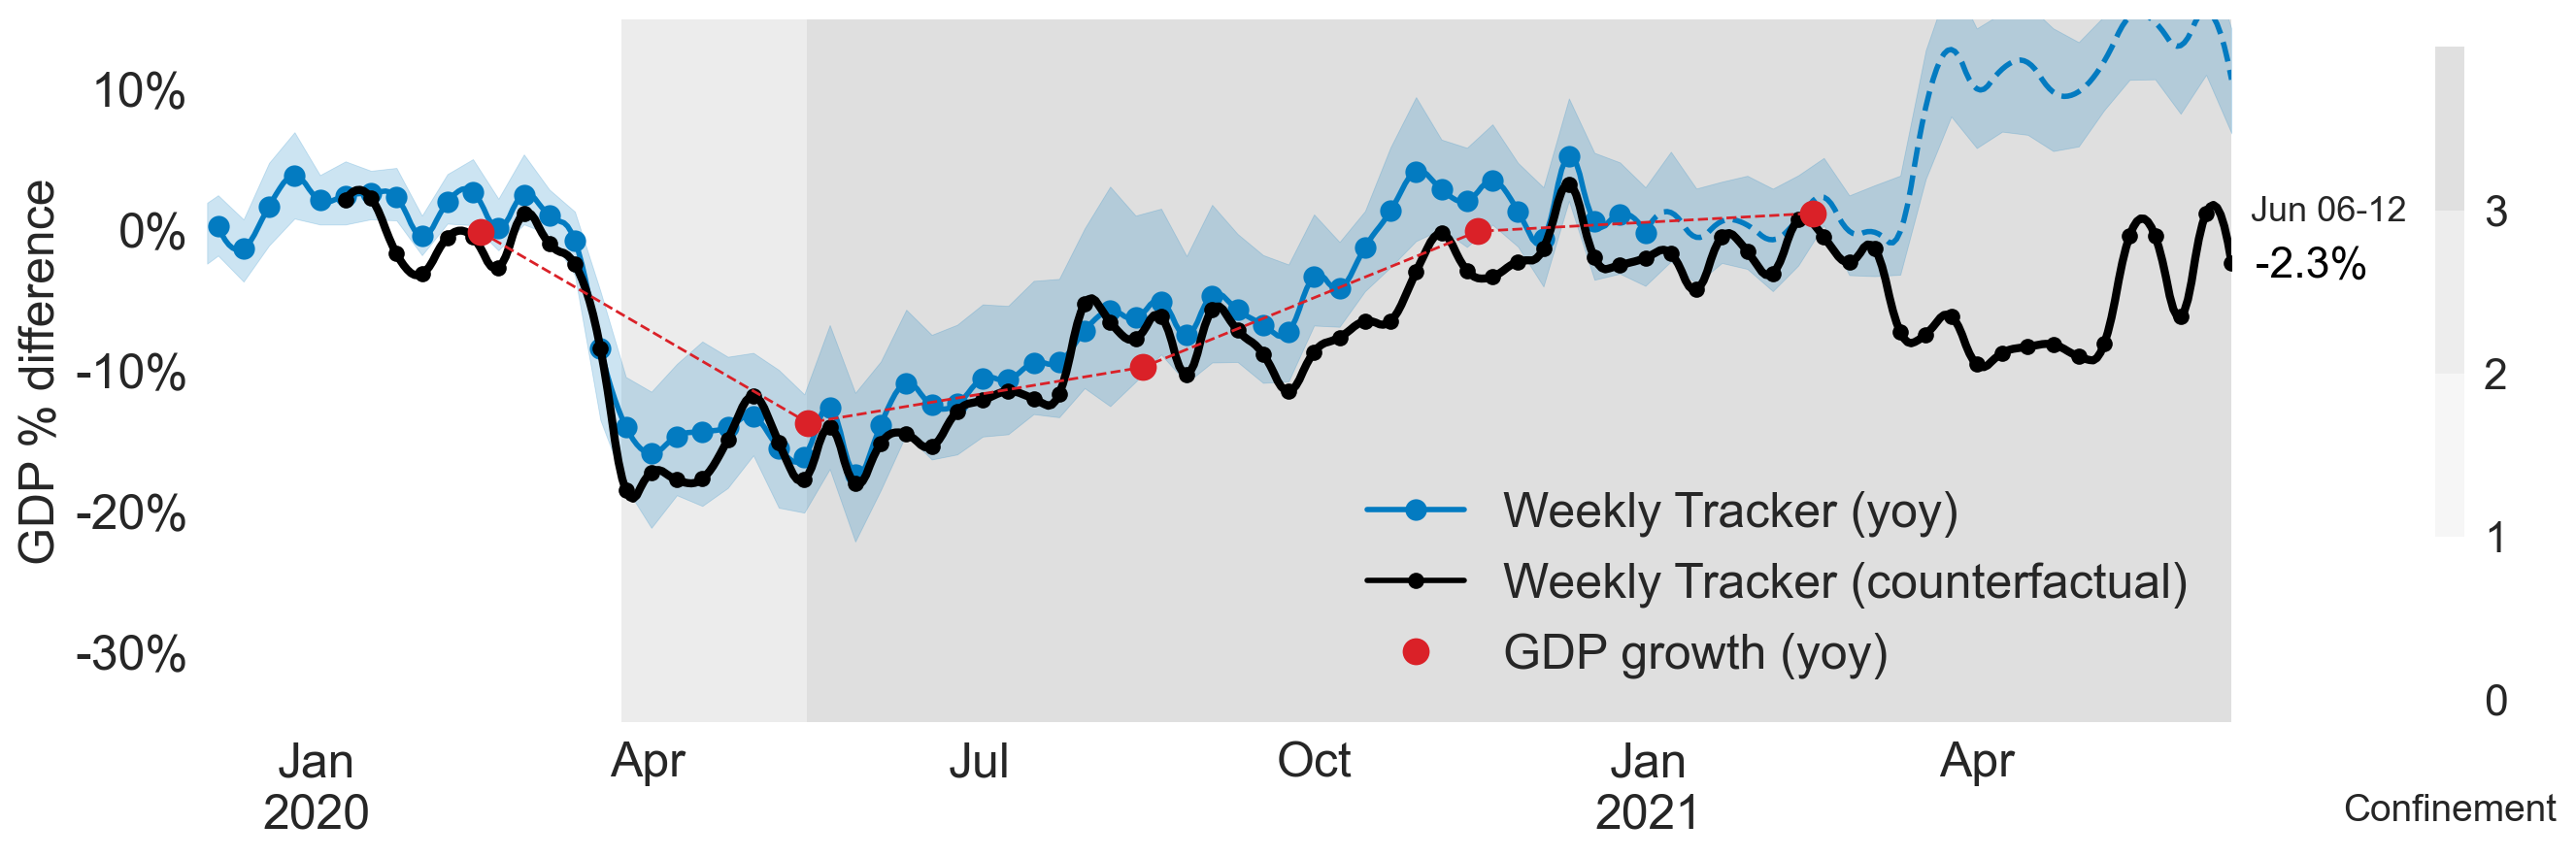 GDP % difference
10%
0%
-10%
-20%
-30%
Jan
2020
Apr
Jul
Oct
Jan
2021
Apr
Weekly Tracker (yoy)
Weekly Tracker (counterfactual)
GDP growth (yoy)
Jun 06-12
-2.3%
3
2
1
0
Confinement